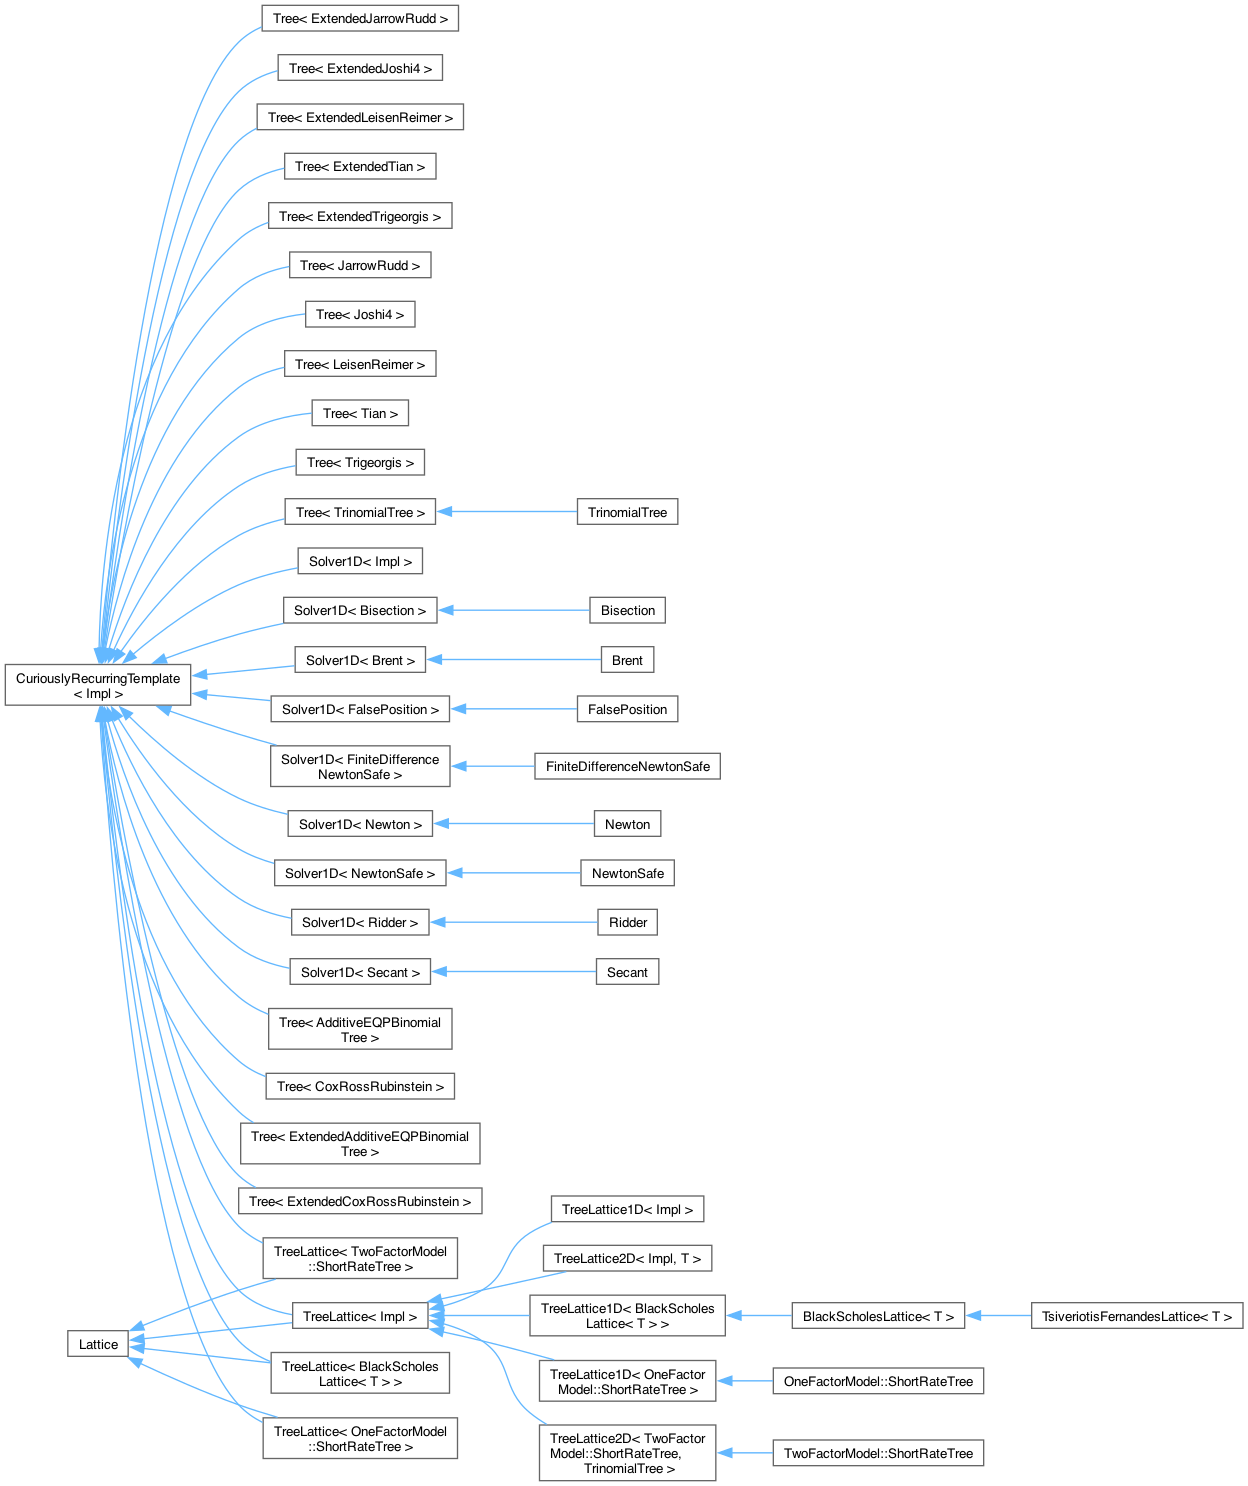 Tree< ExtendedJarrowRudd >
Tree< ExtendedJoshi4 >
Tree< ExtendedLeisenReimer >
Tree< ExtendedTian >
Tree< ExtendedTrigeorgis >
Tree< JarrowRudd >
Tree< Joshi4 >
Tree< LeisenReimer >
Tree< Tian >
Tree< Trigeorgis >
Tree< TrinomialTree >
TrinomialTree
Solver1D< Impl >
Solver1D< Bisection >
Bisection
Solver1D< Brent >
Brent
CuriouslyRecurringTemplate
< Impl >
Solver1D< FalsePosition >
FalsePosition
Solver1D< FiniteDifference
NewtonSafe >
FiniteDifferenceNewtonSafe
Solver1D< Newton >
Newton
Solver1D< NewtonSafe >
NewtonSafe
Solver1D< Ridder >
Ridder
Solver1D< Secant >
Secant
Tree< AdditiveEQPBinomial
Tree >
Tree< CoxRossRubinstein >
Tree< ExtendedAdditiveEQPBinomial
Tree >
Tree< ExtendedCoxRossRubinstein >
TreeLattice1D< Impl >
TreeLattice< TwoFactorModel
::ShortRateTree >
TreeLattice2D< Impl, T >
TreeLattice< Impl >
TreeLattice1D< BlackScholes
Lattice< T > >
BlackScholesLattice< T >
TsiveriotisFernandesLattice< T >
Lattice
TreeLattice< BlackScholes
Lattice< T > >
TreeLattice1D< OneFactor
Model::ShortRateTree >
OneFactorModel::ShortRateTree
TreeLattice< OneFactorModel
::ShortRateTree >
TreeLattice2D< TwoFactor
Model::ShortRateTree,
TrinomialTree >
TwoFactorModel::ShortRateTree